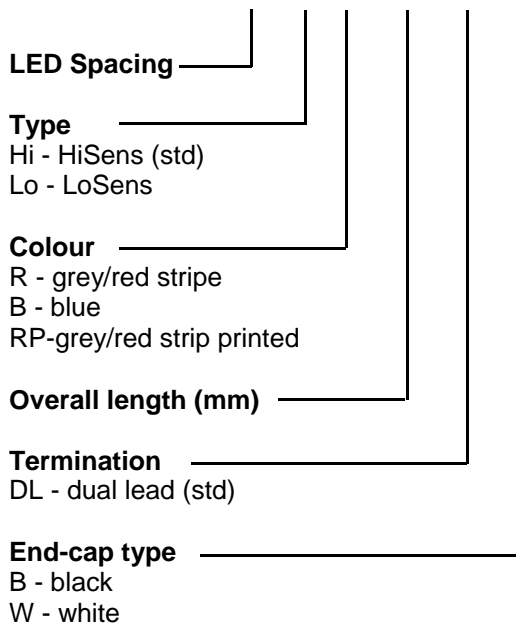 LED Spacing
Type
Hi - HiSens (std)
Lo - LoSens
Colour
R - grey/red stripe
B - blue
RP-grey/red strip printed
Overall length (mm)
Termination
DL - dual lead (std)
End-cap type
B - black
W - white